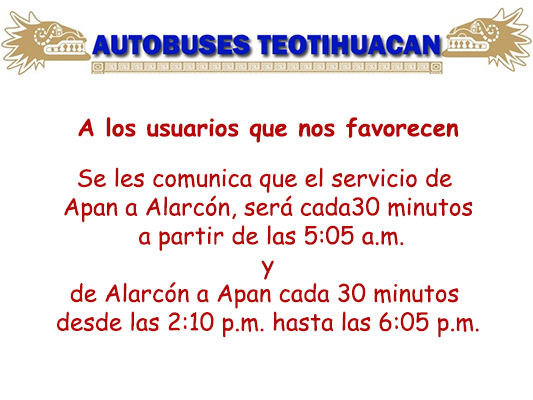 AUTOBUSES TEOTIHUACAN
A los usuarios que nos favorecen
Se les comunica que el servicio de
Apan a Alarcón, será cada30 minutos
a partir de las 5:05 a.m.
y
de Alarcón a Apan cada 30 minutos
desde las 2:10 p.m. hasta las 6:05 p.m.